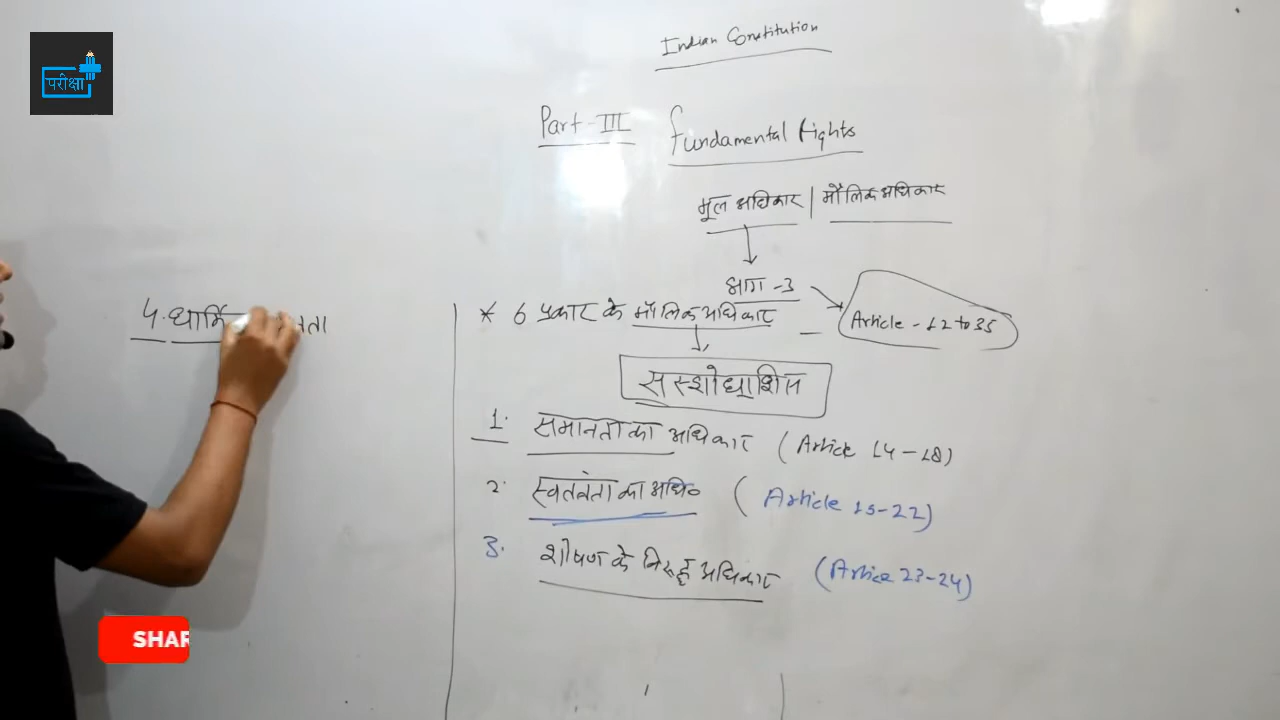 परीक्षा
Indian Constitution
Part-III Fundamental Rights
मूल अधिकार | मौलिक अधिकार
भाग -3
* 6 प्रकार के मौलिक अधिकार
Article - 12 to 35
स स्शोधाशिस
1. समानता का अधिकार (Article 14-18)
2. स्वतंत्रता का अधि० (Article 19-22)
3. शोषण के विरुद्ध अधिकार (Article 23-24)
4. धार्मि
SHAR